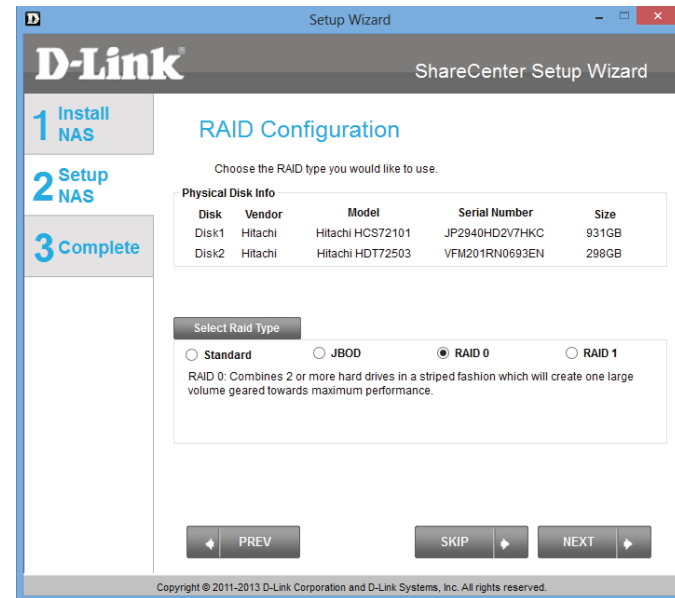 D Setup Wizard
D-Link®
ShareCenter Setup Wizard
1 Install NAS
2 Setup NAS
3 Complete
RAID Configuration
Choose the RAID type you would like to use.
Physical Disk Info
Disk Vendor Model Serial Number Size
Disk1 Hitachi Hitachi HCS72101 JP2940HD2V7HKC 931GB
Disk2 Hitachi Hitachi HDT72503 VFM201RN0693EN 298GB
Select Raid Type
Standard JBOD RAID 0 RAID 1
RAID 0: Combines 2 or more hard drives in a striped fashion which will create one large
volume geared towards maximum performance.
PREV SKIP NEXT
Copyright © 2011-2013 D-Link Corporation and D-Link Systems, Inc. All rights reserved.